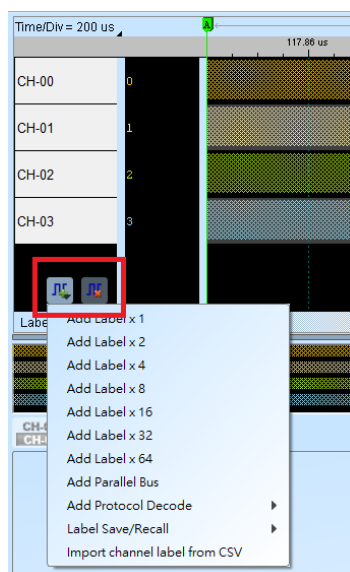 Time/Div = 200 us
A
117.86 us
CH-00 0
CH-01 1
CH-02 2
CH-03 3
Labe
Add Label x 1
Add Label x 2
Add Label x 4
Add Label x 8
Add Label x 16
Add Label x 32
Add Label x 64
Add Parallel Bus
Add Protocol Decode
Label Save/Recall
Import channel label from CSV